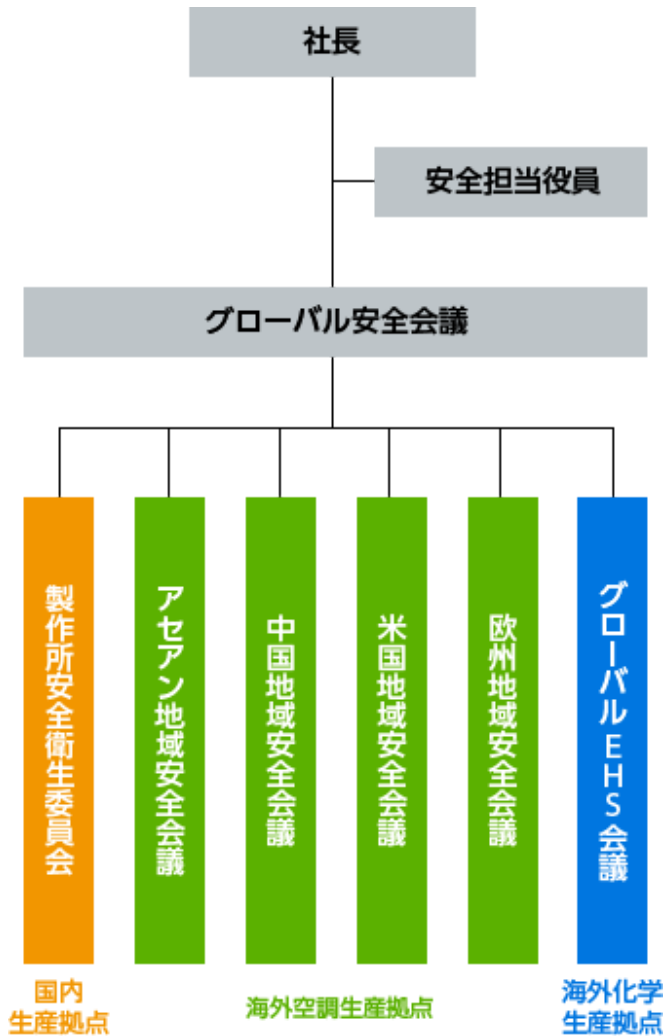 社長
安全担当役員
グローバル安全会議
製作所安全衛生委員会
アセアン地域安全会議
中国地域安全会議
米国地域安全会議
欧州地域安全会議
グローバルEHS会議
国内
生産拠点
海外空調生産拠点
海外化学
生産拠点